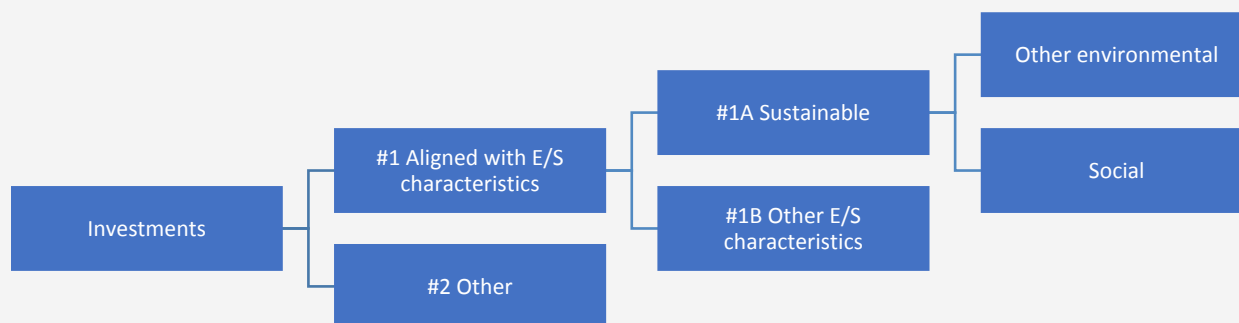 Investments
#1 Aligned with E/S
characteristics
#2 Other
#1A Sustainable
#1B Other E/S
characteristics
Other environmental
Social